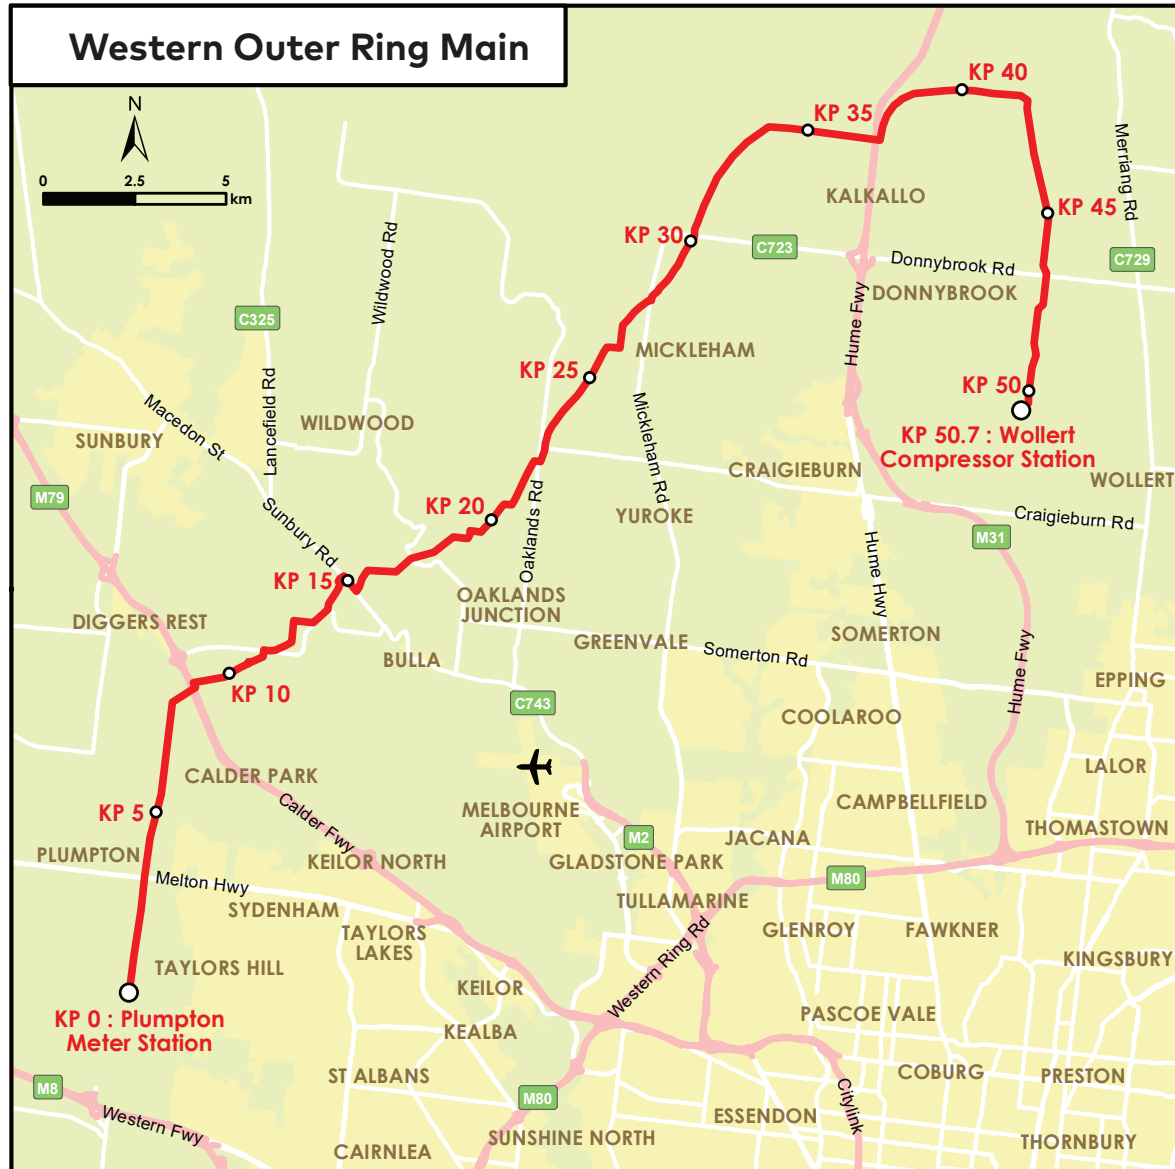 Western Outer Ring Main
N
0
2.5
5
km
KP 40
KP 35
Merriang Rd
KALKALLO
KP 45
KP 30
C723
Donnybrook Rd
C729
DONNYBROOK
Wildwood Rd
C325
Hume Fwy
MICKLEHAM
KP 25
Lancefield Rd
Macedon St
KP 50
WILDWOOD
SUNBURY
Mickleham Rd
KP 50.7 : Wollert
Compressor Station
CRAIGIEBURN
WOLLERT
M79
Sunbury Rd
KP 20
Oaklands Rd
YUROKE
Craigieburn Rd
M31
Hume Hwy
KP 15
OAKLANDS
JUNCTION
DIGGERS REST
BULLA
GREENVALE
Somerton Rd
SOMERTON
Hume Fwy
KP 10
EPPING
C743
COOLAROO
CALDER PARK
LALOR
Calder Fwy
KP 5
MELBOURNE
AIRPORT
CAMPBELLFIELD
THOMASTOWN
M2
JACANA
PLUMPTON
KEILOR NORTH
GLADSTONE PARK
Melton Hwy
M80
TULLAMARINE
SYDENHAM
TAYLORS
LAKES
GLENROY
FAWKNER
KINGSBURY
TAYLORS HILL
Western Ring Rd
KEILOR
KP 0 : Plumpton
Meter Station
KEALBA
PASCOE VALE
ST ALBANS
COBURG
PRESTON
M8
M80
Citylink
ESSENDON
Western Fwy
SUNSHINE NORTH
THORNBURY
CAIRNLEA